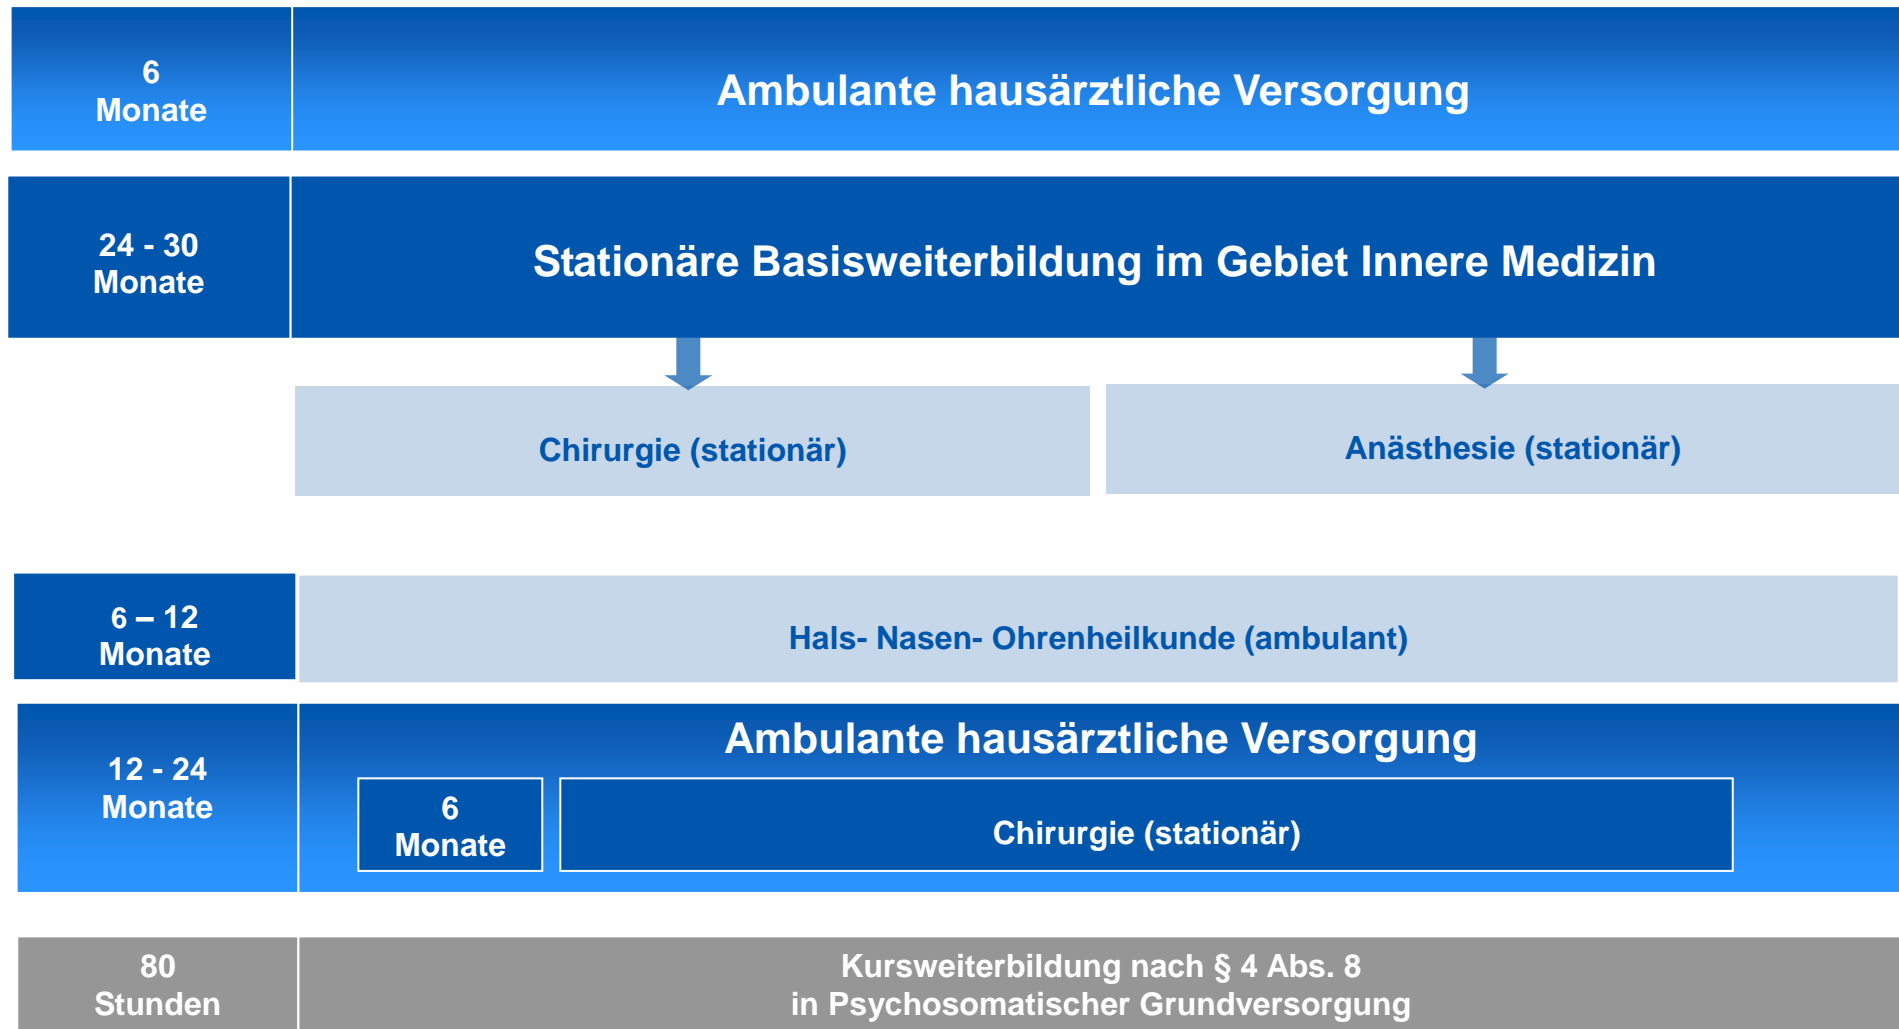 6
Monate
Ambulante hausärztliche Versorgung
24 - 30
Monate
Stationäre Basisweiterbildung im Gebiet Innere Medizin
Chirurgie (stationär)
Anästhesie (stationär)
6 – 12
Monate
Hals- Nasen- Ohrenheilkunde (ambulant)
12 - 24
Monate
Ambulante hausärztliche Versorgung
6
Monate
Chirurgie (stationär)
80
Stunden
Kursweiterbildung nach § 4 Abs. 8
in Psychosomatischer Grundversorgung